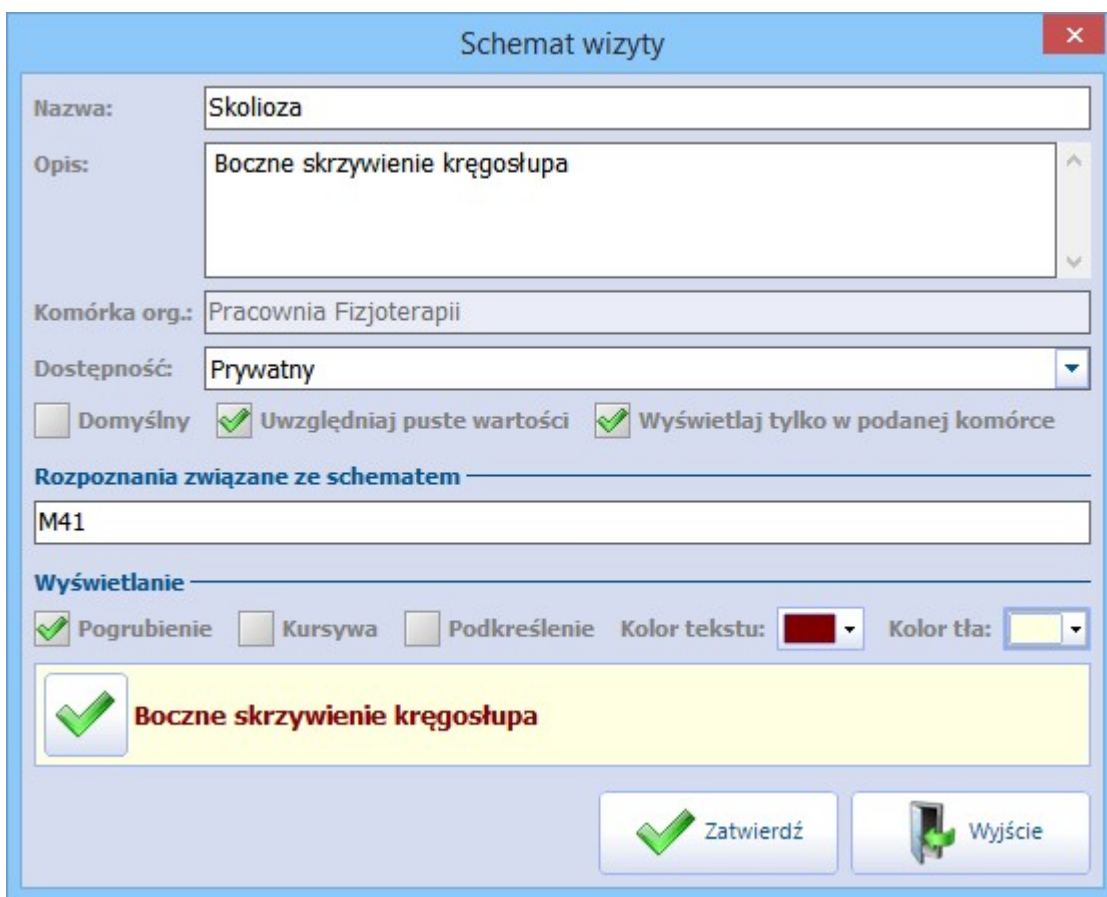 Schemat wizyty
Nazwa: Skolioza
Opis: Boczne skrzywienie kręgosłupa
Komórka org.: Pracownia Fizjoterapii
Dostępność: Prywatny
Domyślny Uwzględniaj puste wartości Wyświetlaj tylko w podanej komórce
Rozpoznania związane ze schematem
M41
Wyświetlanie
Pogrubienie Kursywa Podkreślenie Kolor tekstu: Kolor tła:
Boczne skrzywienie kręgosłupa
Zatwierdź Wyjście